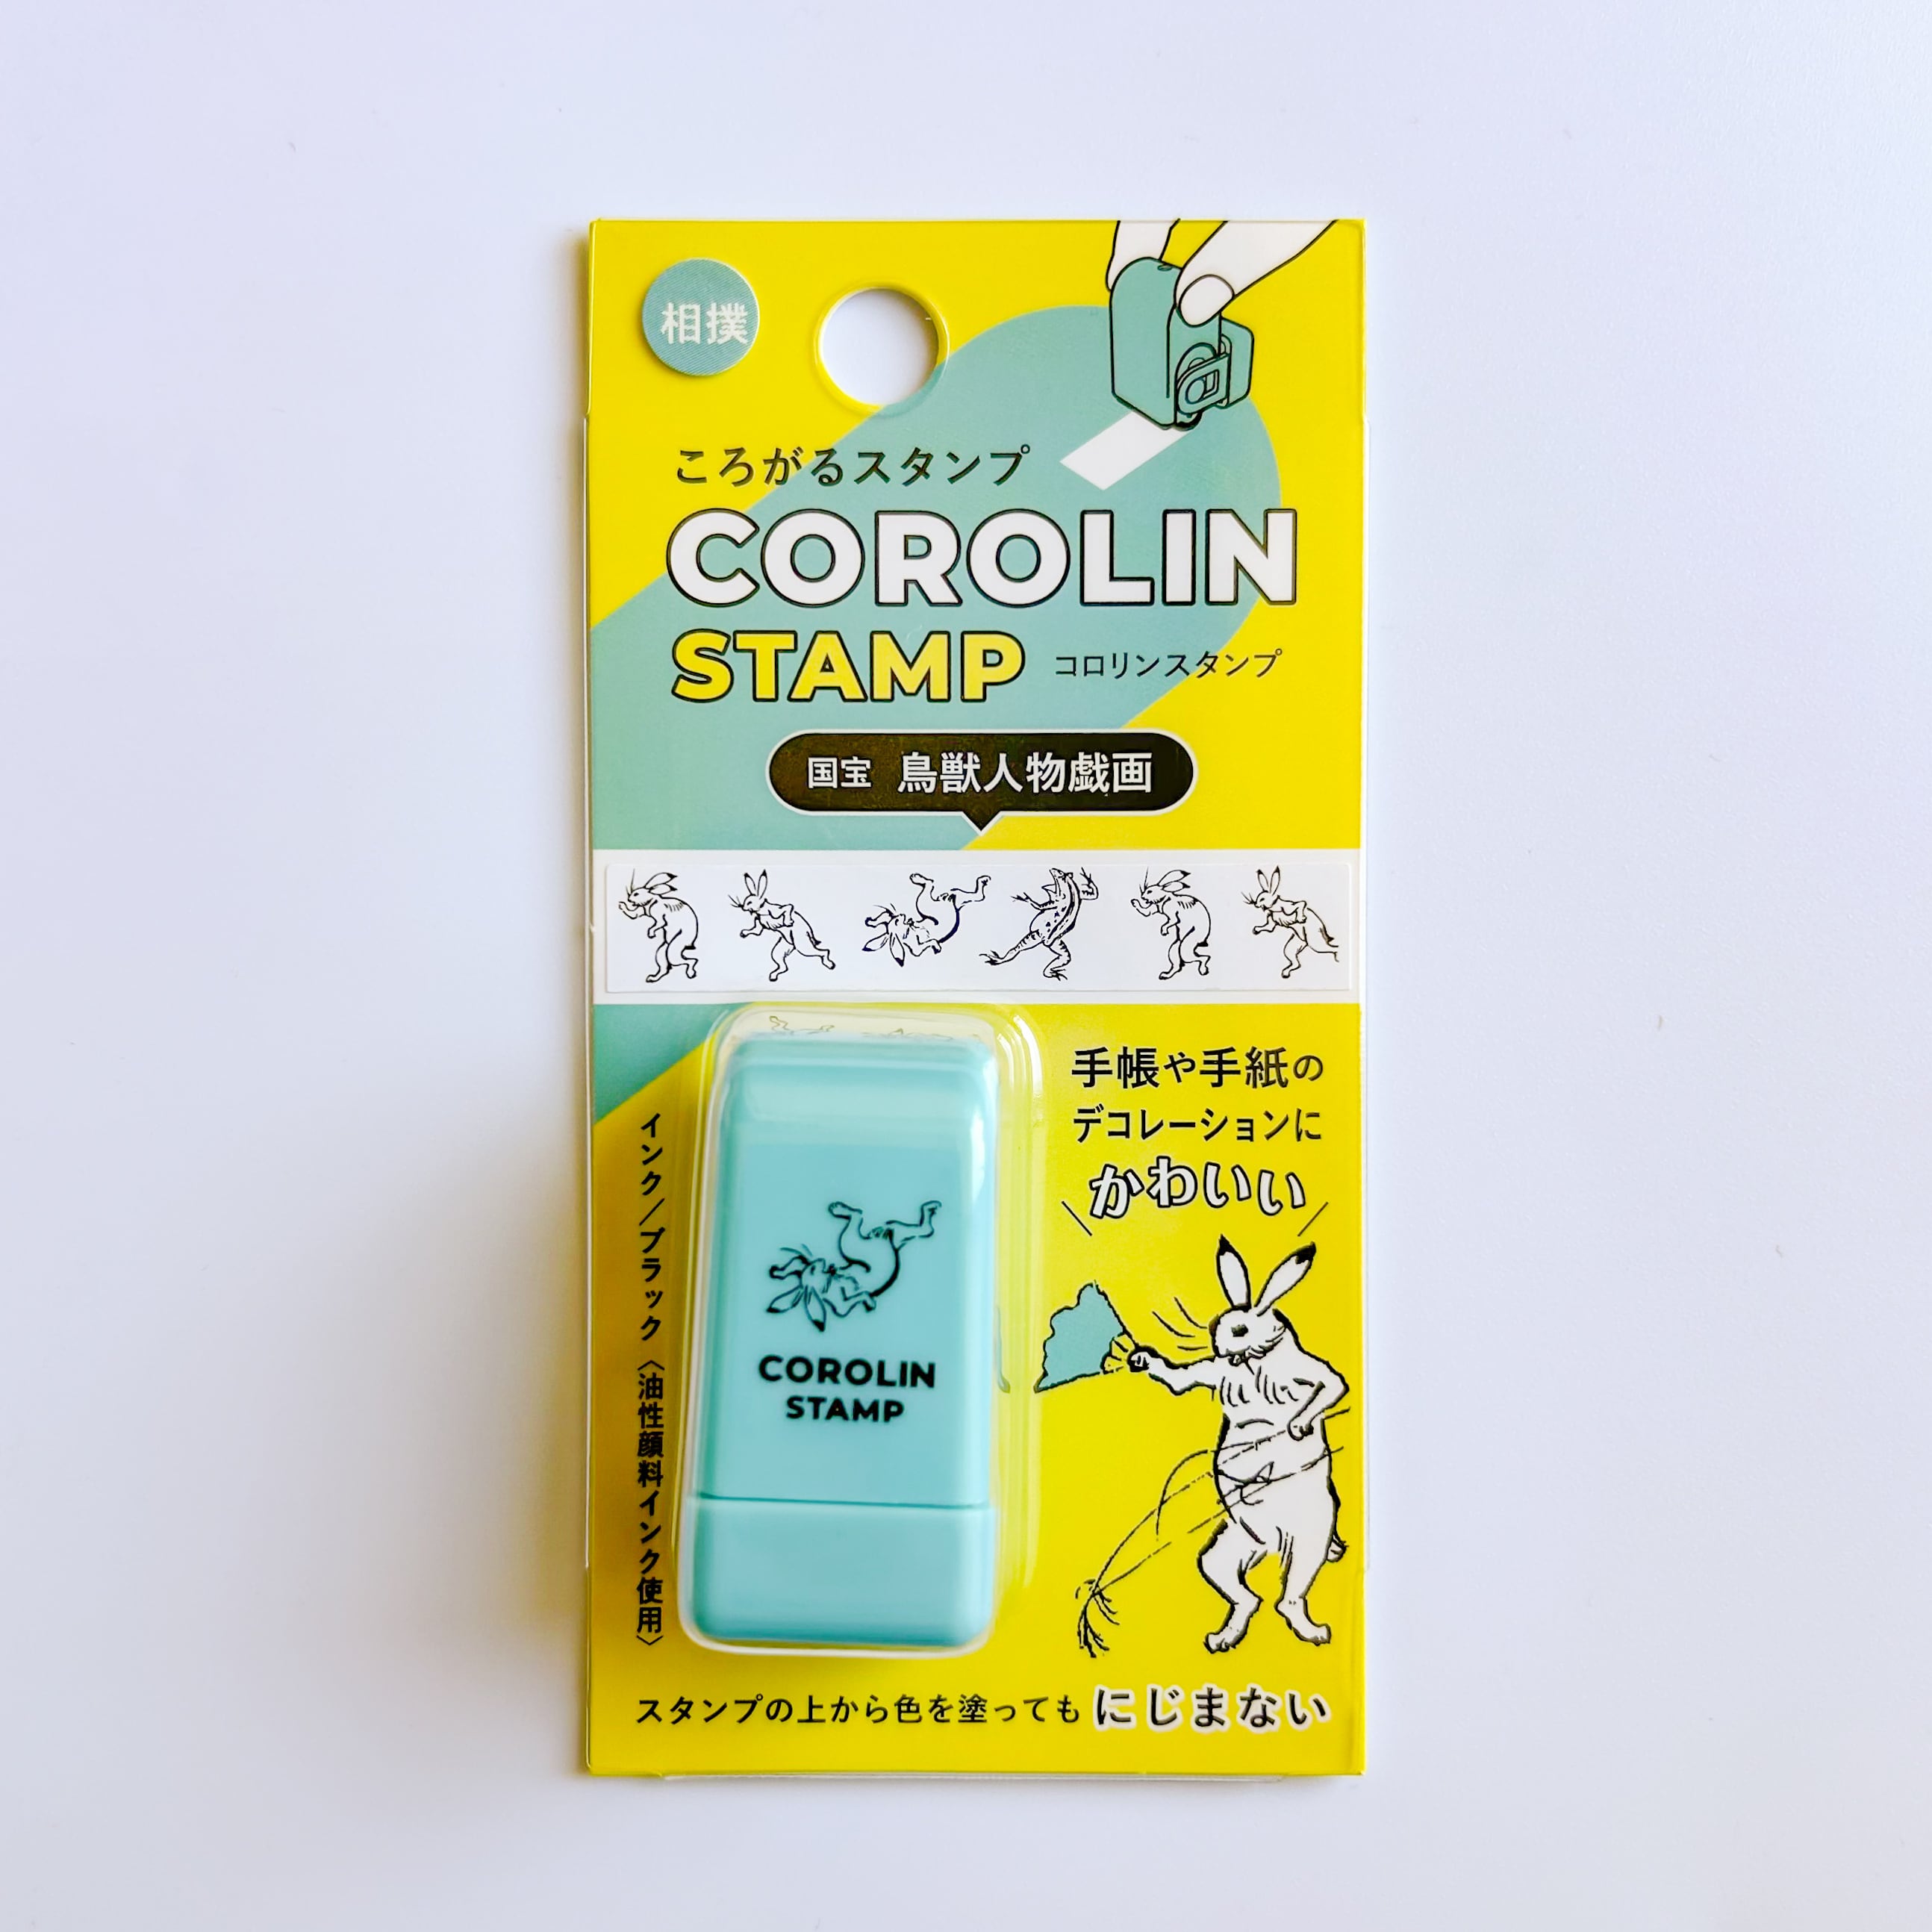 相撲
ころがるスタンプ
COROLIN
STAMP コロリンスタンプ
国宝 鳥獣人物戯画
手帳や手紙の
デコレーションに
かわいい
インク／ブラック〈油性顔料インク使用〉
COROLIN
STAMP
スタンプの上から色を塗ってもにじまない